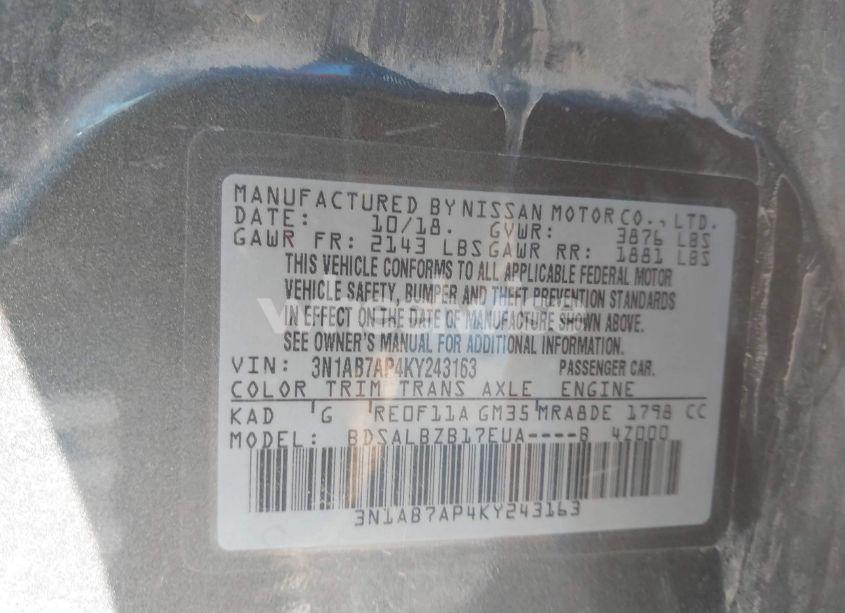 MANUFACTURED BY NISSAN MOTOR CO., LTD.
DATE: 10/18. GVWR: 3876 LBS
GAWR FR: 2143 LBS GAWR RR: 1881 LBS
THIS VEHICLE CONFORMS TO ALL APPLICABLE FEDERAL MOTOR
VEHICLE SAFETY, BUMPER AND THEFT PREVENTION STANDARDS
IN EFFECT ON THE DATE OF MANUFACTURE SHOWN ABOVE.
SEE OWNER'S MANUAL FOR ADDITIONAL INFORMATION.
VIN: 3N1AB7AP4KY243163 PASSENGER CAR.
COLOR TRIM TRANS AXLE ENGINE
KAD G RE0F11A GM35 MRA8DE 1798 CC
MODEL: BDSALBZB17EUA----B 4Z000
3N1AB7AP4KY243163